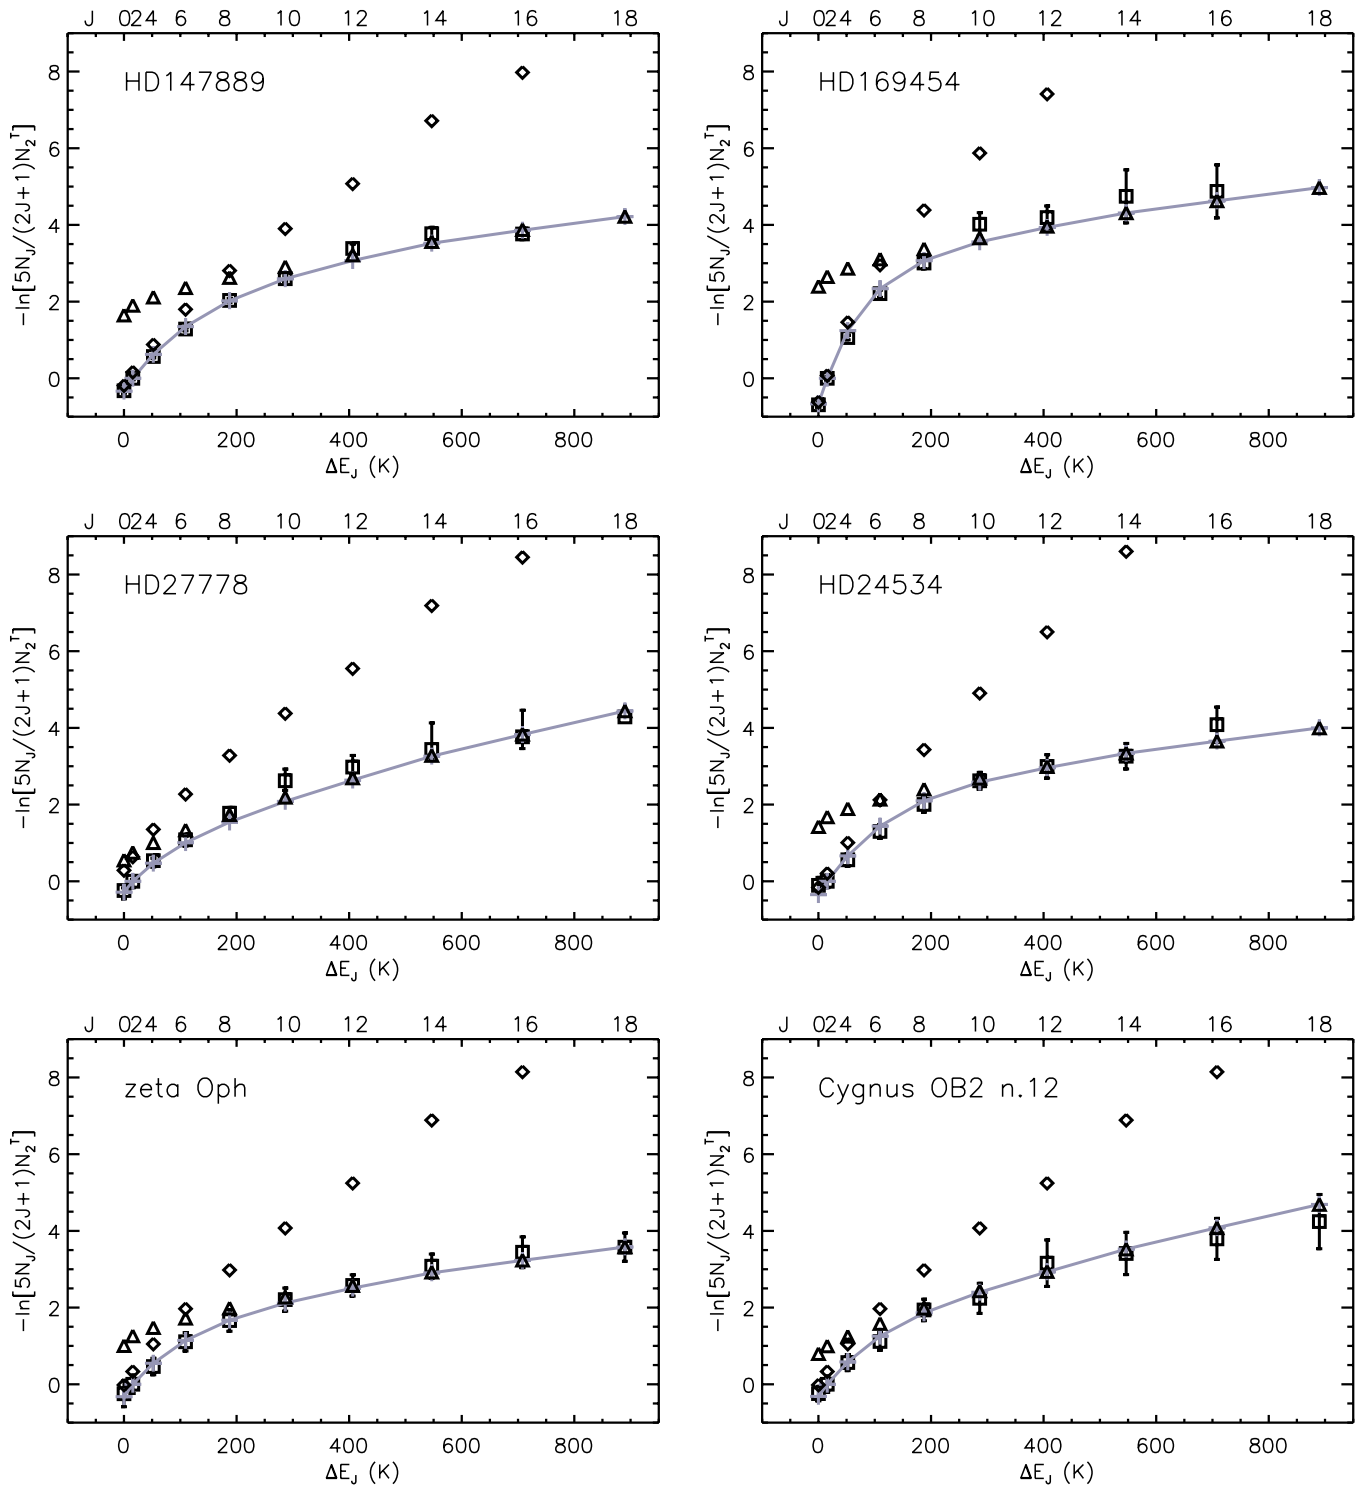 J 0 2 4 6 8 10 12 14 16 18
J 0 2 4 6 8 10 12 14 16 18
HD147889
HD169454
8
6
4
2
0
8
6
4
2
0
-ln[5N_J/(2J+1)N_2^T]
-ln[5N_J/(2J+1)N_2^T]
0 200 400 600 800
0 200 400 600 800
ΔE_J (K)
ΔE_J (K)
J 0 2 4 6 8 10 12 14 16 18
J 0 2 4 6 8 10 12 14 16 18
HD27778
HD24534
8
6
4
2
0
8
6
4
2
0
-ln[5N_J/(2J+1)N_2^T]
-ln[5N_J/(2J+1)N_2^T]
0 200 400 600 800
0 200 400 600 800
ΔE_J (K)
ΔE_J (K)
J 0 2 4 6 8 10 12 14 16 18
J 0 2 4 6 8 10 12 14 16 18
zeta Oph
Cygnus OB2 n.12
8
6
4
2
0
8
6
4
2
0
-ln[5N_J/(2J+1)N_2^T]
-ln[5N_J/(2J+1)N_2^T]
0 200 400 600 800
0 200 400 600 800
ΔE_J (K)
ΔE_J (K)